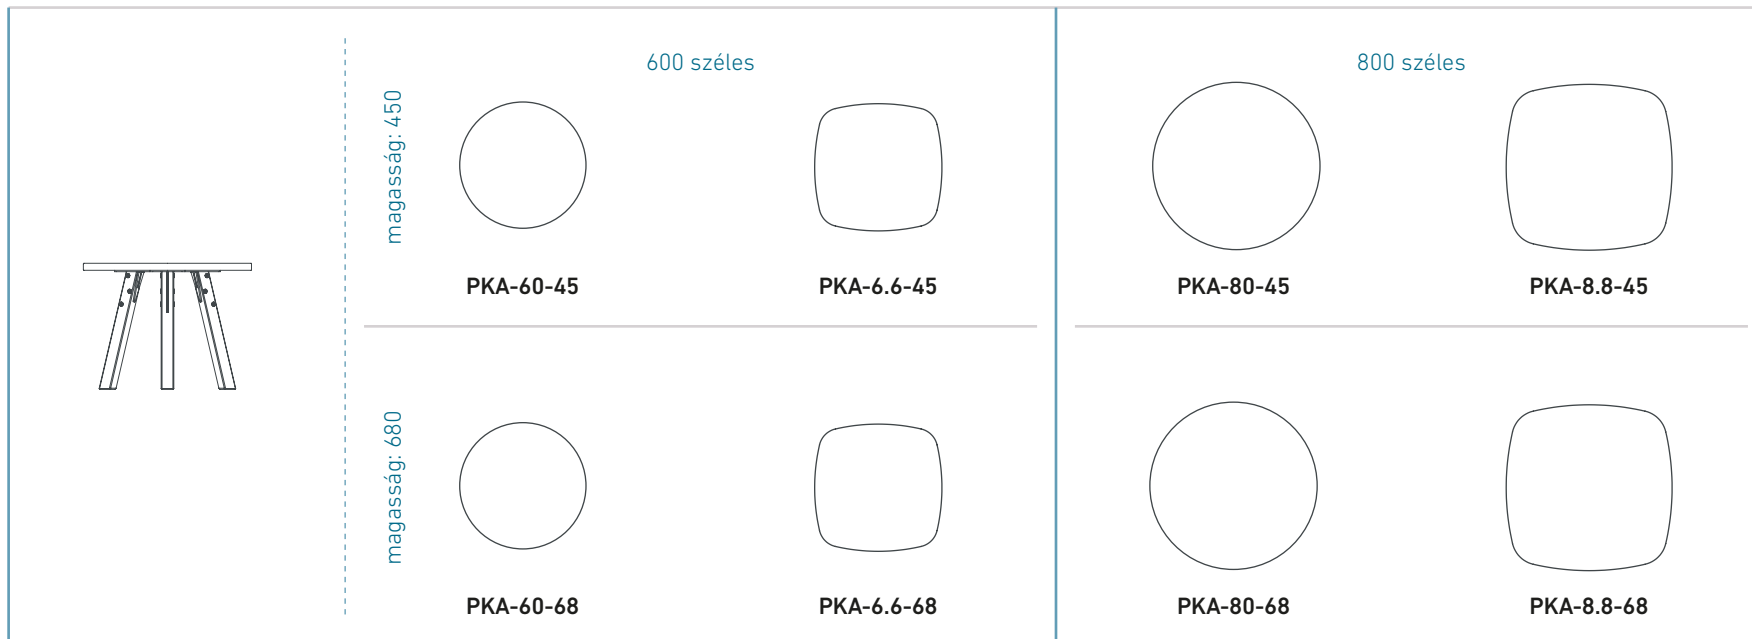 600 széles
800 széles
magasság: 450
PKA-60-45
PKA-6.6-45
PKA-80-45
PKA-8.8-45
magasság: 680
PKA-60-68
PKA-6.6-68
PKA-80-68
PKA-8.8-68